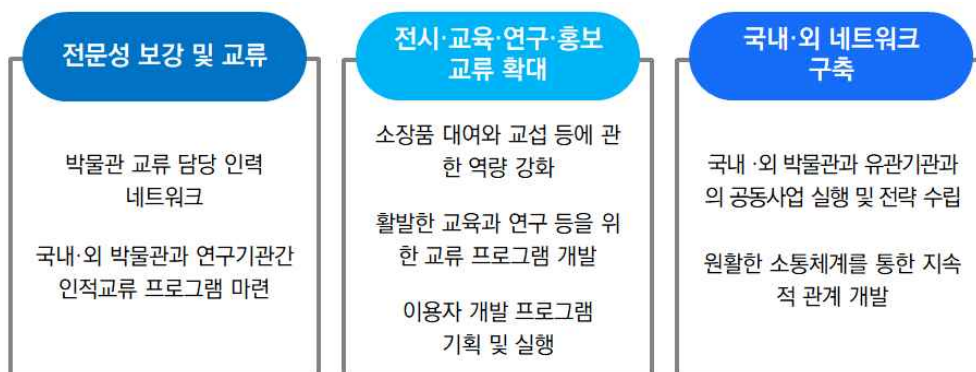 전문성 보강 및 교류
박물관 교류 담당 인력
네트워크
국내·외 박물관과 연구기관간
인적교류 프로그램 마련
전시·교육·연구·홍보
교류 확대
소장품 대여와 교섭 등에 관
한 역량 강화
활발한 교육과 연구 등을 위
한 교류 프로그램 개발
이용자 개발 프로그램
기획 및 실행
국내·외 네트워크
구축
국내 ·외 박물관과 유관기관과
의 공동사업 실행 및 전략 수립
원활한 소통체계를 통한 지속
적 관계 개발